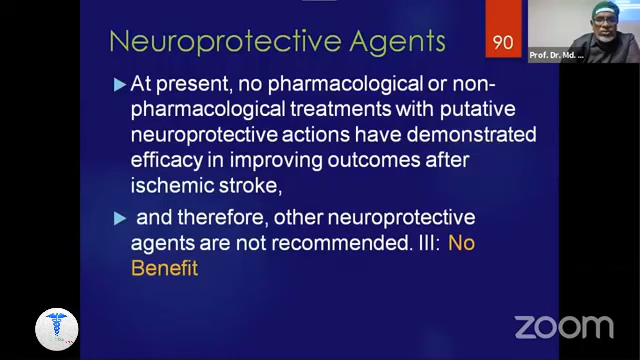 Neuroprotective Agents
90
Prof. Dr. Md. ...
At present, no pharmacological or non-
pharmacological treatments with putative
neuroprotective actions have demonstrated
efficacy in improving outcomes after
ischemic stroke,
and therefore, other neuroprotective
agents are not recommended. III: No
Benefit
zoom